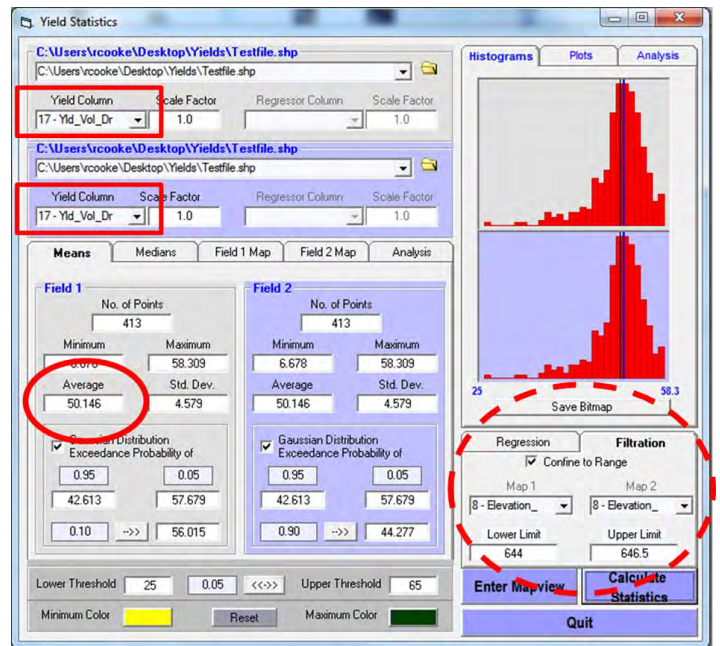 Yield Statistics
C:\Users\rcooke\Desktop\Yields\Testfile.shp
C:\Users\rcooke\Desktop\Yields\Testfile.shp
Yield Column Scale Factor Regressor Column Scale Factor
17 - Yld_Vol_Dr 1.0 1.0
C:\Users\rcooke\Desktop\Yields\Testfile.shp
C:\Users\rcooke\Desktop\Yields\Testfile.shp
Yield Column Scale Factor Regressor Column Scale Factor
17 - Yld_Vol_Dr 1.0 1.0
Means Medians Field 1 Map Field 2 Map Analysis
Field 1
No. of Points
413
Minimum Maximum
6.678 58.309
Average Std. Dev.
50.146 4.579
Gaussian Distribution
Exceedance Probability of
0.95 0.05
42.613 57.679
0.10 -->> 56.015
Field 2
No. of Points
413
Minimum Maximum
6.678 58.309
Average Std. Dev.
50.146 4.579
Gaussian Distribution
Exceedance Probability of
0.95 0.05
42.613 57.679
0.90 -->> 44.277
Lower Threshold 25 0.05 <<->> Upper Threshold 65
Minimum Color Reset Maximum Color
Histograms Plots Analysis
25 58.3
Save Bitmap
Regression Filtration
Confine to Range
Map 1 Map 2
8 - Elevation_ 8 - Elevation_
Lower Limit Upper Limit
644 646.5
Enter Mapview Calculate
Statistics
Quit